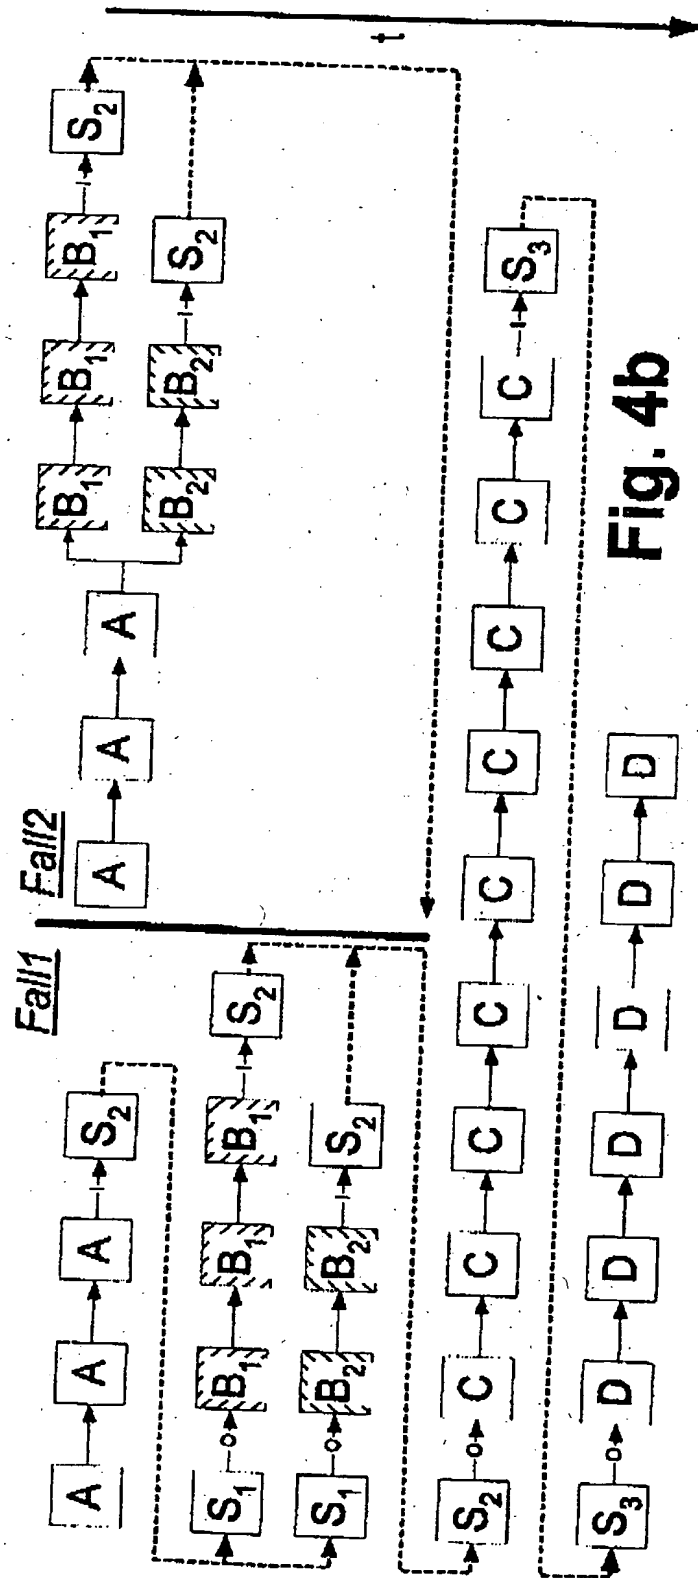 Fall1
A A A S₂
S₁ B₁ B₁ B₁ S₂
S₁ B₂ B₂ S₂
Fall2
B₁ B₁ B₁ S₂
A A A
B₂ B₂ S₂
t
S₂ C C C C C C C C C S₃
S₃ D D D D D D
Fig. 4b